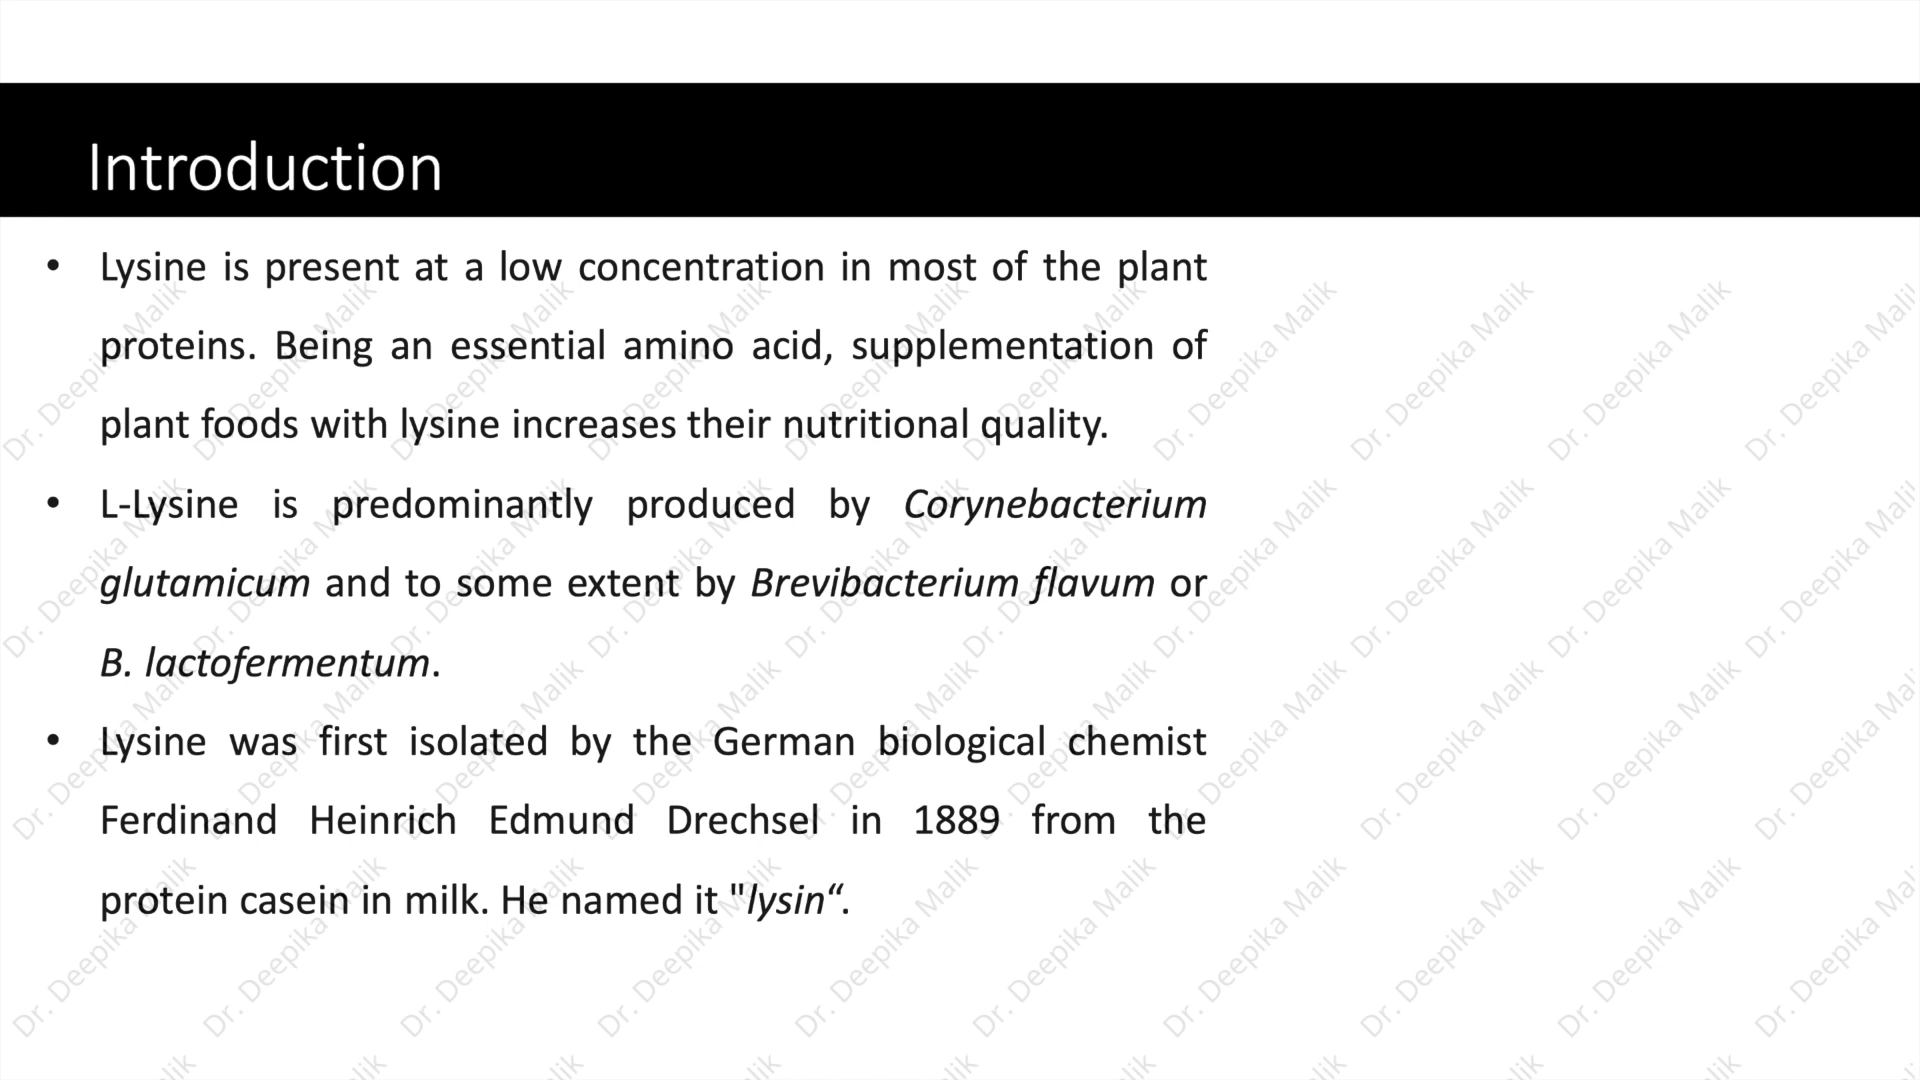 Introduction
• Lysine is present at a low concentration in most of the plant
proteins. Being an essential amino acid, supplementation of
plant foods with lysine increases their nutritional quality.
• L-Lysine is predominantly produced by Corynebacterium
glutamicum and to some extent by Brevibacterium flavum or
B. lactofermentum.
• Lysine was first isolated by the German biological chemist
Ferdinand Heinrich Edmund Drechsel in 1889 from the
protein casein in milk. He named it "lysin“.
Dr. Deepika Malik